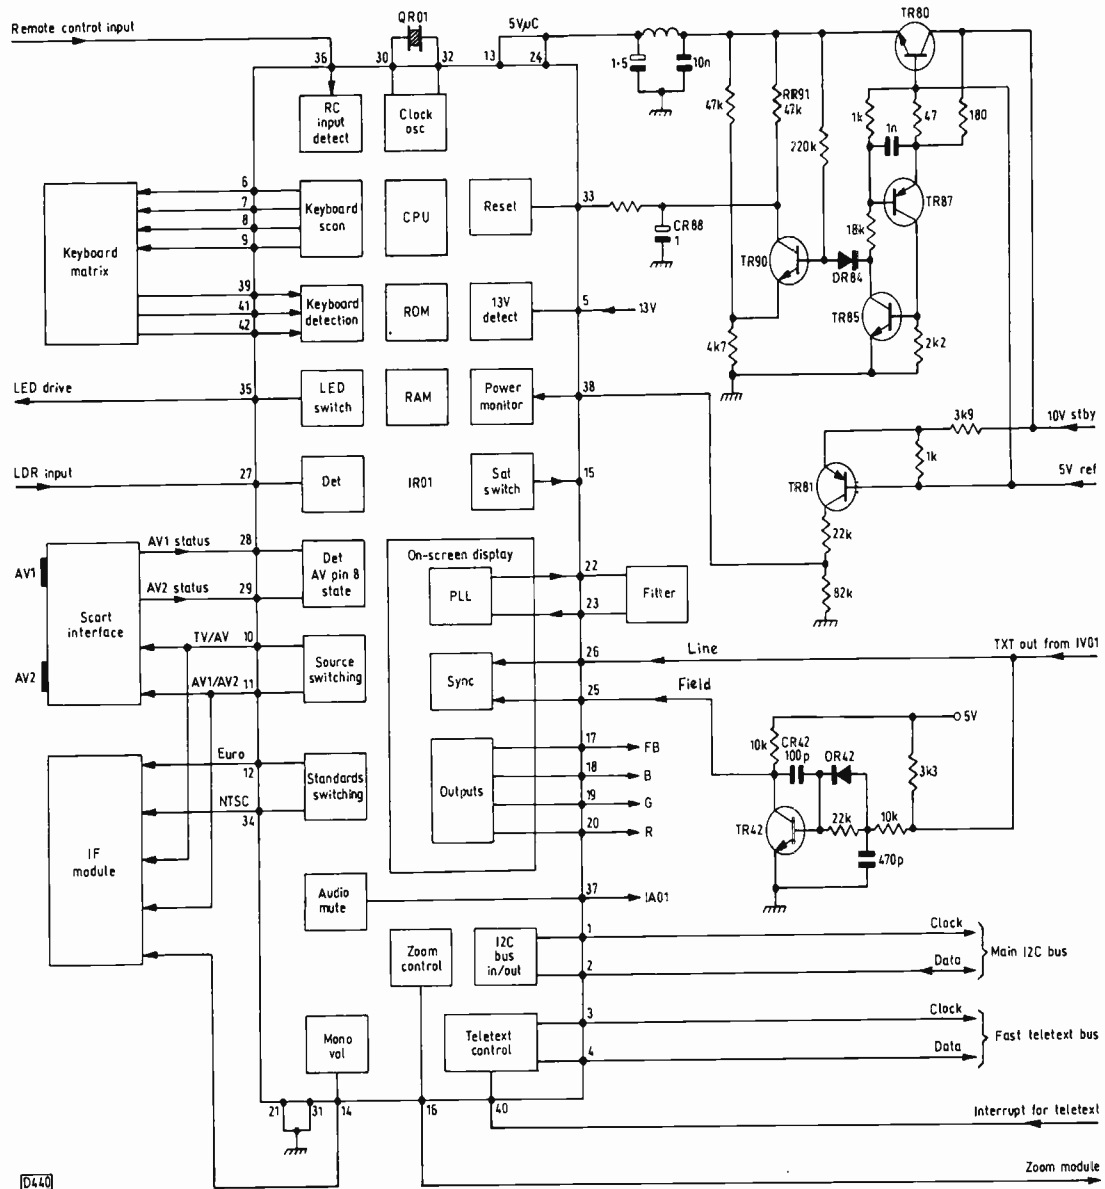 Remote control input
QR01
5VµC
TR80
36
30
32
13
24
1·5
10n
RC
input
detect
Clock
osc
47k
RR91
47k
220k
1k
1n
47
180
6
7
8
9
Keyboard
scan
CPU
Reset
33
CR88
1
TR87
18k
Keyboard
matrix
TR90
DR84
39
41
42
Keyboard
detection
ROM
13V
detect
5
13V
TR85
4k7
2k2
LED drive
35
LED
switch
RAM
Power
monitor
38
3k9
10V stby
1k
LDR input
27
Det
IR01
Sat
switch
15
TR81
5V ref
22k
82k
AV1 status
28
Det
AV pin 8
state
On-screen display
AV1
AV2 status
29
PLL
22
23
Filter
Scart
interface
TV/AV
10
Source
switching
Sync
26
Line
TXT out from IV01
AV2
AV1/AV2
11
25
Field
5V
10k
CR42
100p
DR42
3k3
Euro
12
Standards
switching
NTSC
34
Outputs
17
FB
18
B
19
G
20
R
TR42
22k
10k
470p
IF
module
Audio
mute
37
IA01
Zoom
control
I2C
bus
in/out
1
Clock
2
Data
Main I2C bus
Mono
vol
Teletext
control
3
Clock
4
Data
Fast teletext bus
21
31
14
16
40
Interrupt for teletext
Zoom module
D440